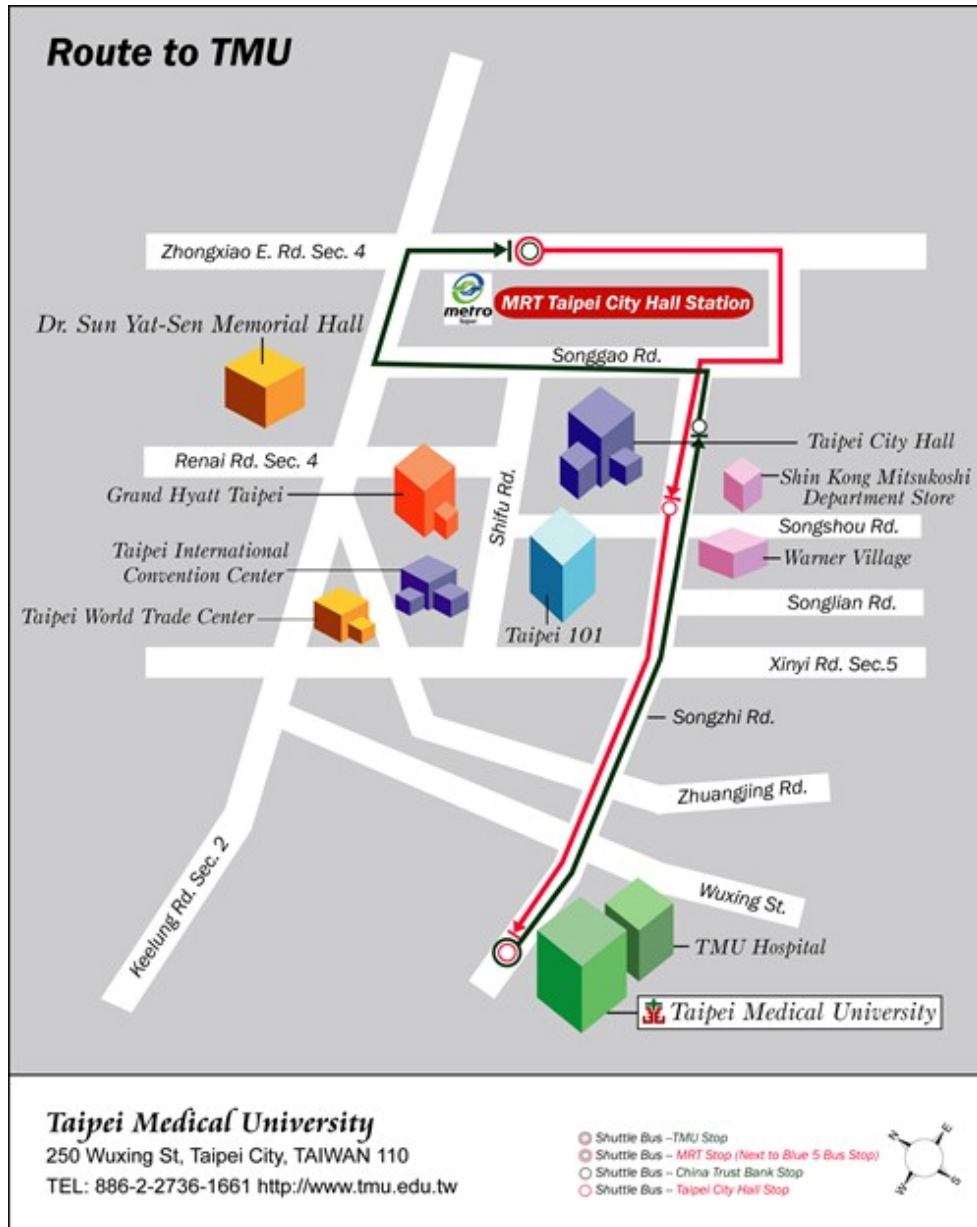 Route to TMU
Zhongxiao E. Rd. Sec. 4
metro
Taipei
MRT Taipei City Hall Station
Dr. Sun Yat-Sen Memorial Hall
Songgao Rd.
Taipei City Hall
Renai Rd. Sec. 4
Shin Kong Mitsukoshi
Department Store
Grand Hyatt Taipei
Shifu Rd.
Songshou Rd.
Taipei International
Convention Center
Warner Village
Taipei World Trade Center
Taipei 101
Songlian Rd.
Xinyi Rd. Sec.5
Songzhi Rd.
Zhuangjing Rd.
Keelung Rd. Sec. 2
Wuxing St.
TMU Hospital
Taipei Medical University
Taipei Medical University
250 Wuxing St, Taipei City, TAIWAN 110
TEL: 886-2-2736-1661 http://www.tmu.edu.tw
Shuttle Bus --TMU Stop
Shuttle Bus -- MRT Stop (Next to Blue 5 Bus Stop)
Shuttle Bus -- China Trust Bank Stop
Shuttle Bus -- Taipei City Hall Stop
N
E
W
S